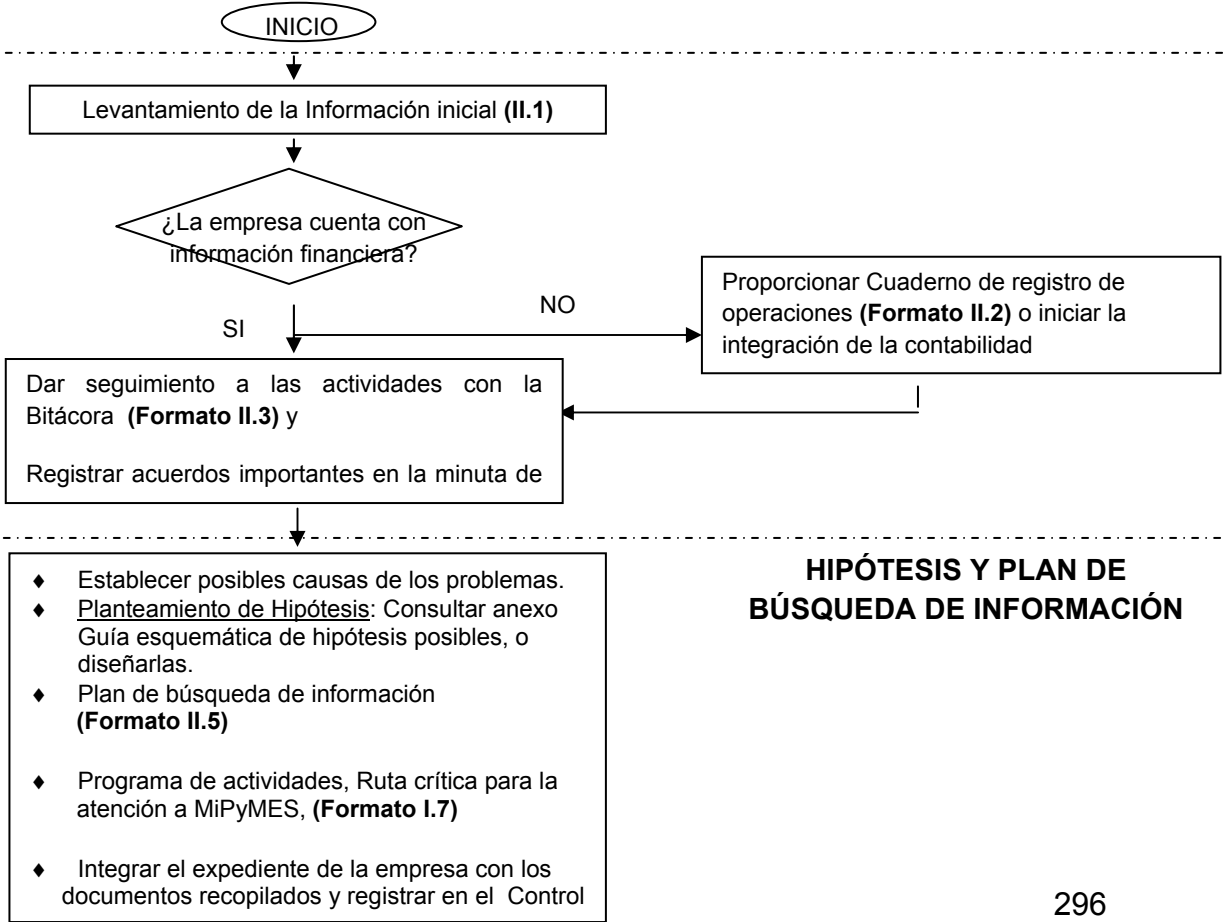 INICIO
Levantamiento de la Información inicial (II.1)
¿La empresa cuenta con
información financiera?
SI
NO
Proporcionar Cuaderno de registro de
operaciones (Formato II.2) o iniciar la
integración de la contabilidad
Dar seguimiento a las actividades con la
Bitácora (Formato II.3) y
Registrar acuerdos importantes en la minuta de
HIPÓTESIS Y PLAN DE
BÚSQUEDA DE INFORMACIÓN
♦ Establecer posibles causas de los problemas.
♦ Planteamiento de Hipótesis: Consultar anexo
Guía esquemática de hipótesis posibles, o
diseñarlas.
♦ Plan de búsqueda de información
(Formato II.5)
♦ Programa de actividades, Ruta crítica para la
atención a MiPyMES, (Formato I.7)
♦ Integrar el expediente de la empresa con los
documentos recopilados y registrar en el Control
296